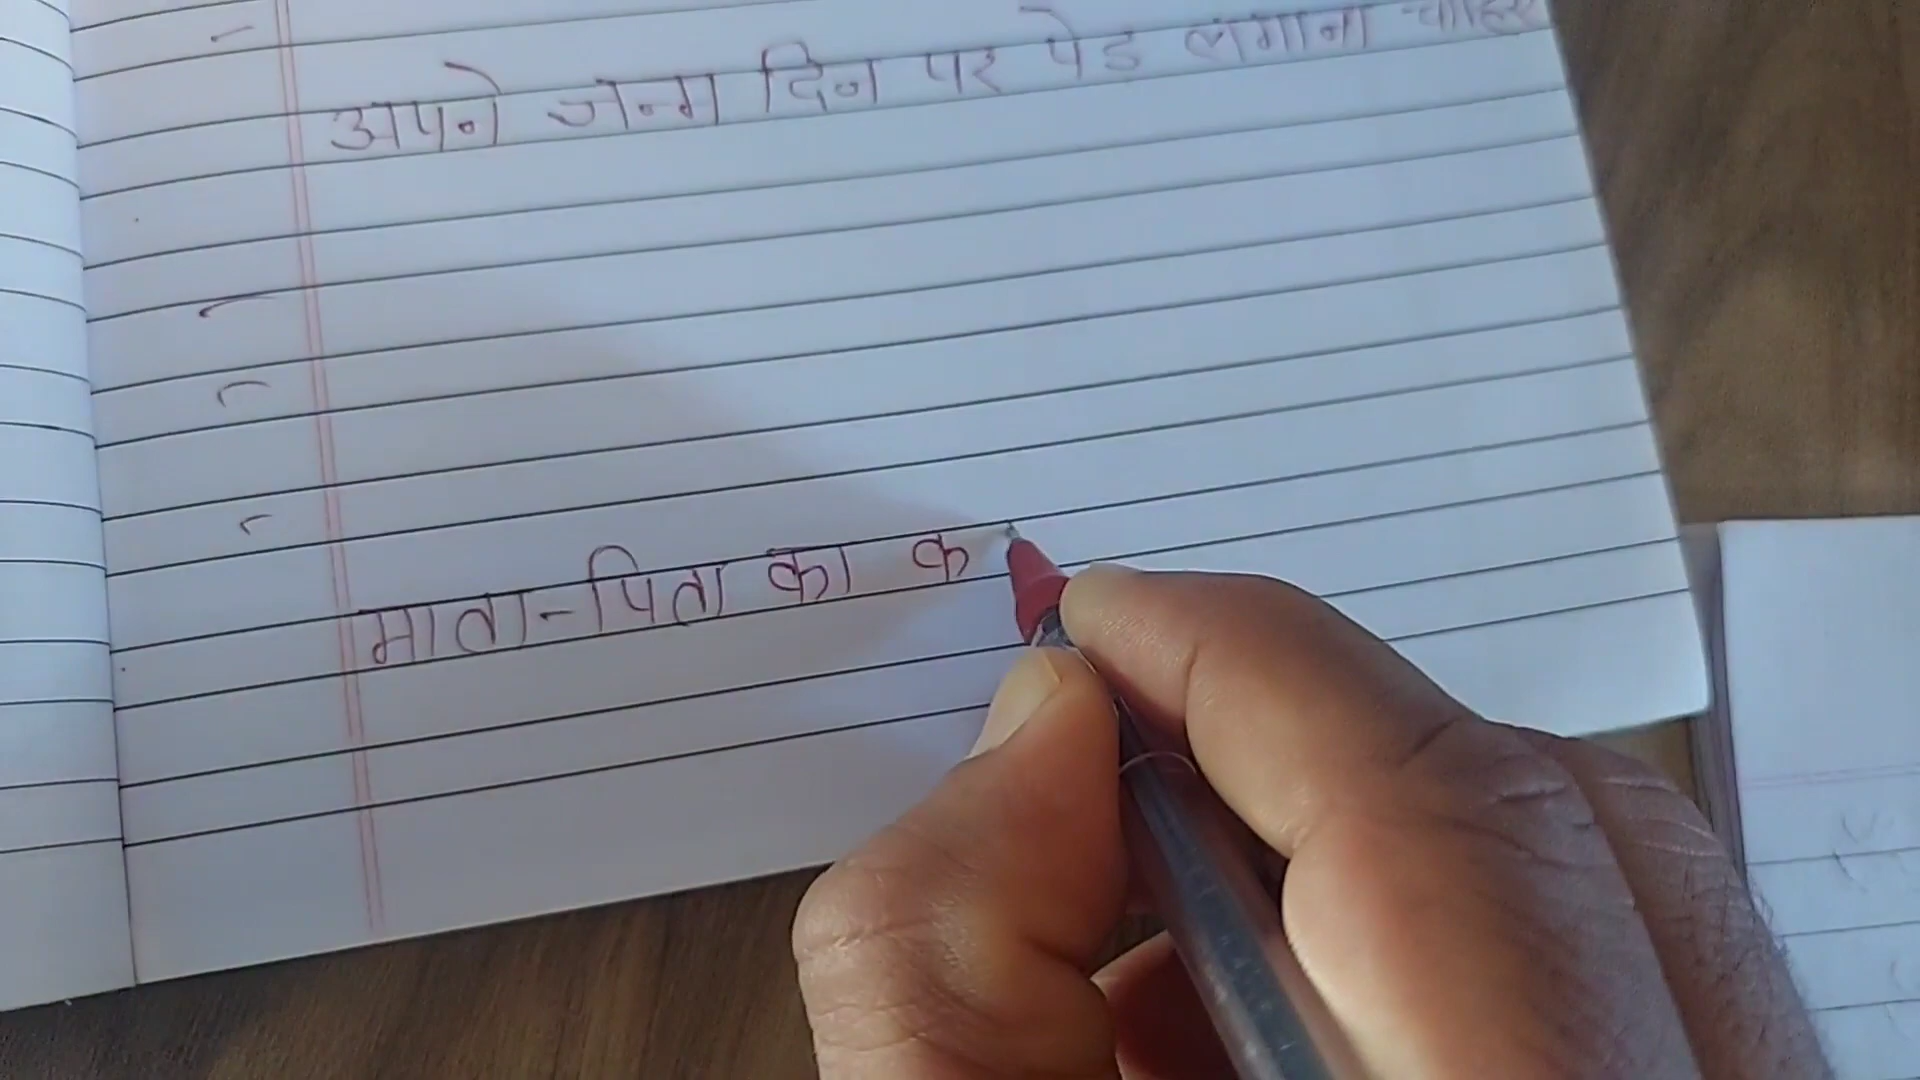 अपने जन्म दिन पर पेड लगाना चाहिए
माता-पिता का क